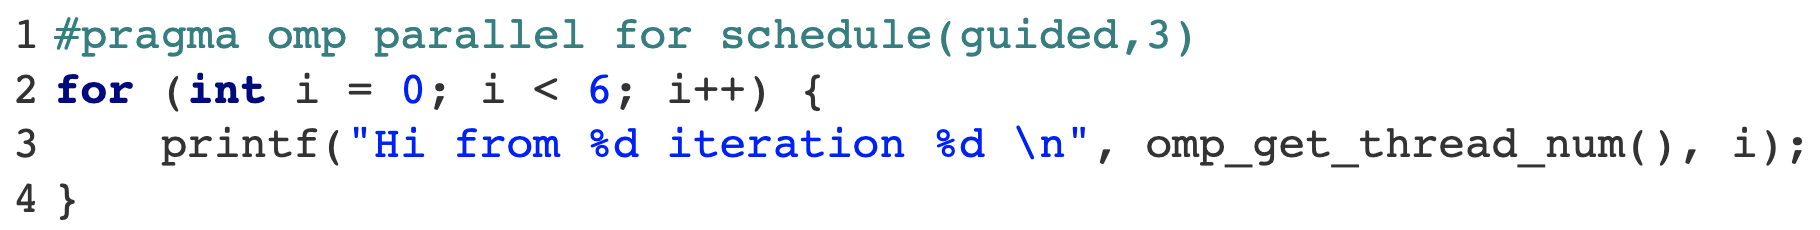 1 #pragma omp parallel for schedule(guided,3)
2 for (int i = 0; i < 6; i++) {
3     printf("Hi from %d iteration %d \n", omp_get_thread_num(), i);
4 }